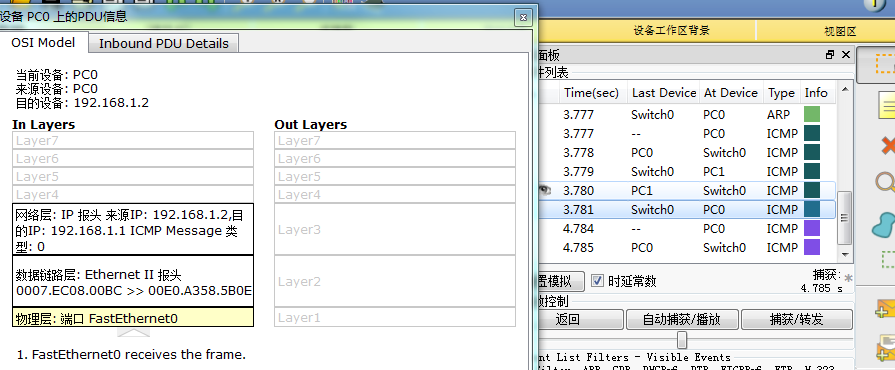 设备 PC0 上的PDU信息
OSI Model
Inbound PDU Details
当前设备: PC0
来源设备: PC0
目的设备: 192.168.1.2
In Layers
Out Layers
Layer7
Layer7
Layer6
Layer6
Layer5
Layer5
Layer4
Layer4
网络层: IP 报头 来源IP: 192.168.1.2,目
的IP: 192.168.1.1 ICMP Message 类
型: 0
Layer3
数据链路层: Ethernet II 报头
0007.EC08.00BC >> 00E0.A358.5B0E
Layer2
物理层: 端口 FastEthernet0
Layer1
1. FastEthernet0 receives the frame.
设备工作区背景
视图区
面板
件列表
Time(sec) Last Device At Device Type Info
3.777 Switch0 PC0 ARP
3.777 -- PC0 ICMP
3.778 PC0 Switch0 ICMP
3.779 Switch0 PC1 ICMP
3.780 PC1 Switch0 ICMP
3.781 Switch0 PC0 ICMP
4.784 -- PC0 ICMP
4.785 PC0 Switch0 ICMP
置模拟
时延常数
捕获:
4.785 s
控制
返回
自动捕获/播放
捕获/转发
nt List Filters - Visible Events